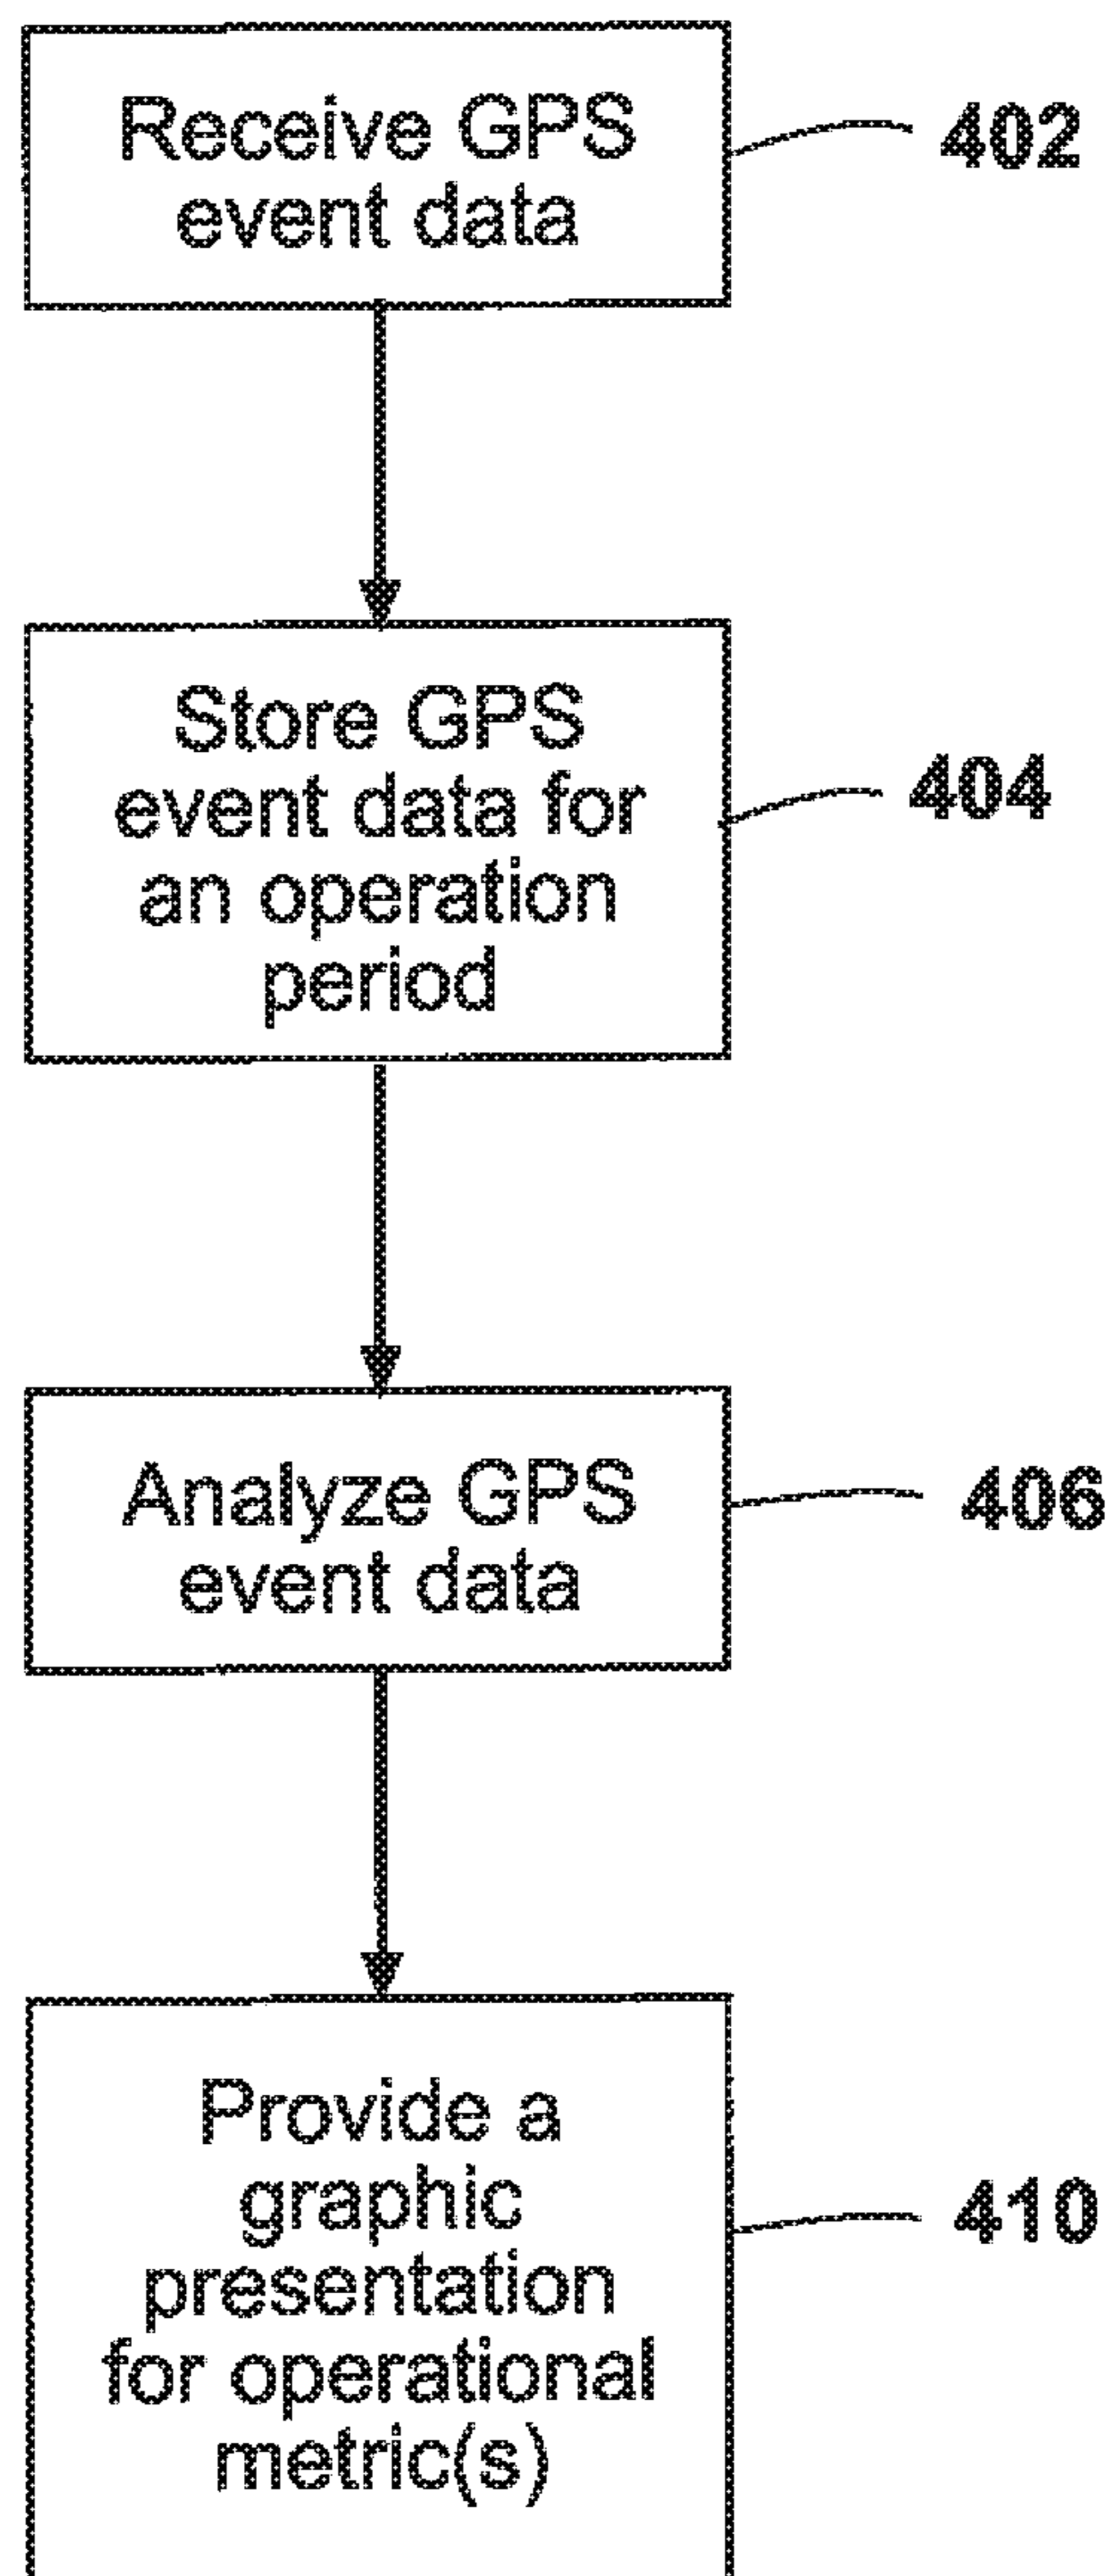 Receive GPS
event data
402
Store GPS
event data for
an operation
period
404
Analyze GPS
event data
406
Provide a
graphic
presentation
for operational
metric(s)
410